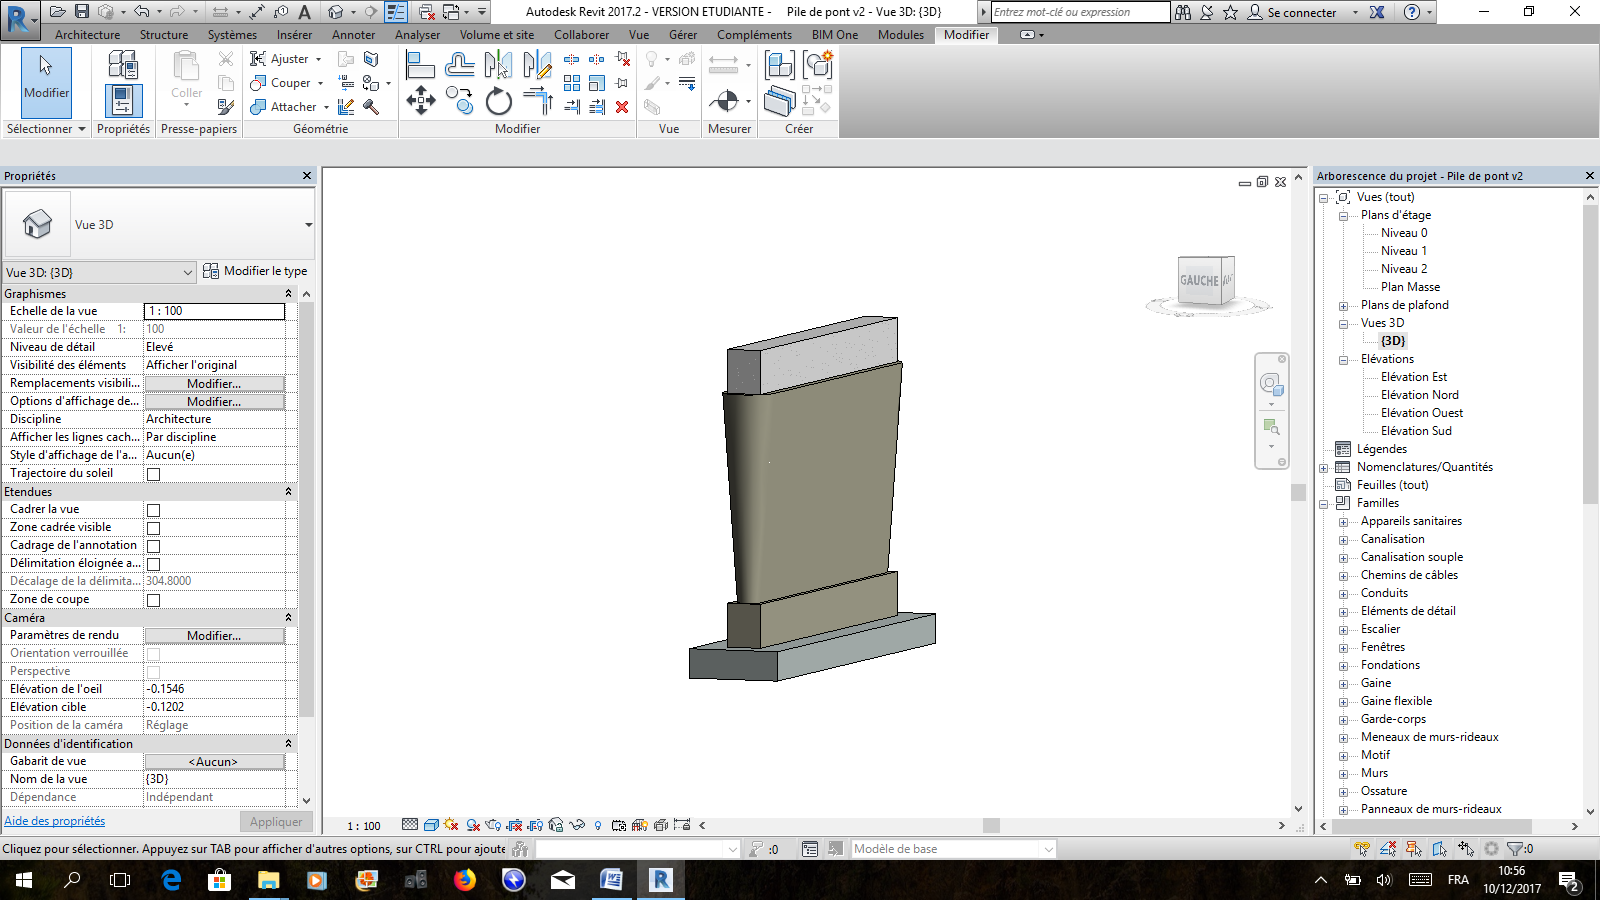 Autodesk Revit 2017.2 - VERSION ETUDIANTE - Pile de pont v2 - Vue 3D: {3D}
Entrez mot-clé ou expression
Se connecter
Architecture Structure Systèmes Insérer Annoter Analyser Volume et site Collaborer Vue Gérer Compléments BIM One Modules Modifier
Modifier
Coller
Ajuster
Couper
Attacher
Sélectionner Propriétés Presse-papiers Géométrie Modifier Vue Mesurer Créer
Propriétés
Vue 3D
Vue 3D: {3D}
Modifier le type
Graphismes
Echelle de la vue 1 : 100
Valeur de l'échelle 1: 100
Niveau de détail Elevé
Visibilité des éléments Afficher l'original
Remplacements visibili... Modifier...
Options d'affichage de... Modifier...
Discipline Architecture
Afficher les lignes cach... Par discipline
Style d'affichage de l'a... Aucun(e)
Trajectoire du soleil
Etendues
Cadrer la vue
Zone cadrée visible
Cadrage de l'annotation
Délimitation éloignée a...
Décalage de la délimita... 304.8000
Zone de coupe
Caméra
Paramètres de rendu Modifier...
Orientation verrouillée
Perspective
Elévation de l'oeil -0.1546
Elévation cible -0.1202
Position de la caméra Réglage
Données d'identification
Gabarit de vue <Aucun>
Nom de la vue {3D}
Dépendance Indépendant
Aide des propriétés
Appliquer
GAUCHE
1 : 100
Arborescence du projet - Pile de pont v2
Vues (tout)
Plans d'étage
Niveau 0
Niveau 1
Niveau 2
Plan Masse
Plans de plafond
Vues 3D
{3D}
Elévations
Elévation Est
Elévation Nord
Elévation Ouest
Elévation Sud
Légendes
Nomenclatures/Quantités
Feuilles (tout)
Familles
Appareils sanitaires
Canalisation
Canalisation souple
Chemins de câbles
Conduits
Eléments de détail
Escalier
Fenêtres
Fondations
Gaine
Gaine flexible
Garde-corps
Meneaux de murs-rideaux
Motif
Murs
Ossature
Panneaux de murs-rideaux
Cliquez pour sélectionner. Appuyez sur TAB pour afficher d'autres options, sur CTRL pour ajoute
:0
Modèle de base
:0
FRA
10:56
10/12/2017
2